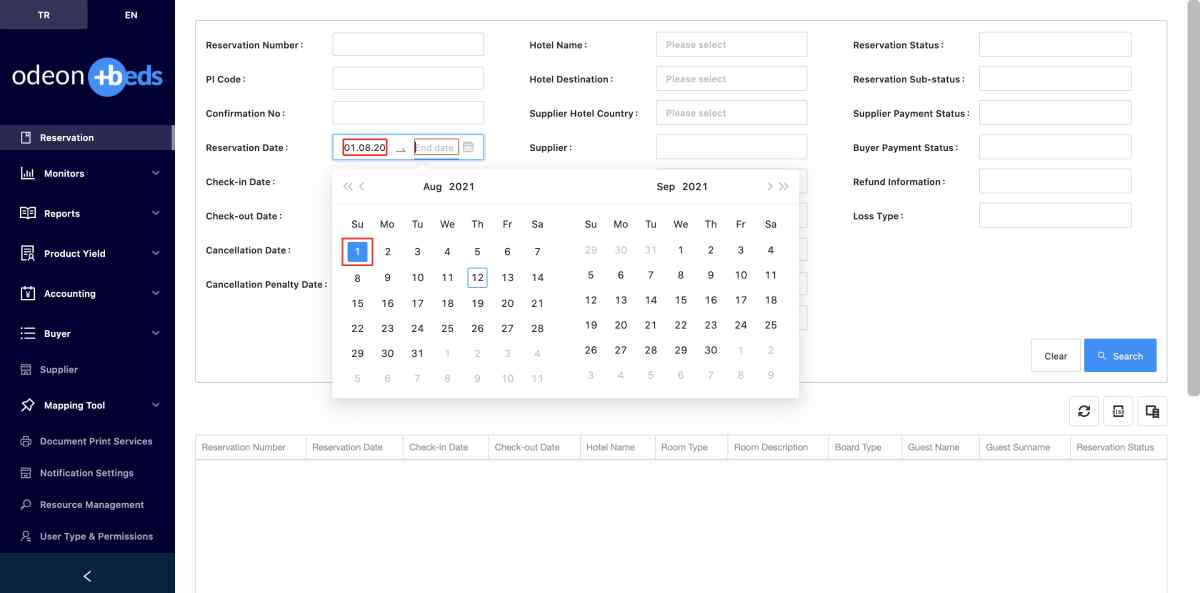 TR EN
odeon +beds
Reservation
Monitors
Reports
Product Yield
Accounting
Buyer
Supplier
Mapping Tool
Document Print Services
Notification Settings
Resource Management
User Type & Permissions
Reservation Number :
PI Code :
Confirmation No :
Reservation Date : 01.08.20 End date
Check-in Date :
Check-out Date :
Cancellation Date :
Cancellation Penalty Date :
Hotel Name : Please select
Hotel Destination : Please select
Supplier Hotel Country : Please select
Supplier :
Reservation Status :
Reservation Sub-status :
Supplier Payment Status :
Buyer Payment Status :
Refund Information :
Loss Type :
Aug 2021
Su Mo Tu We Th Fr Sa
1 2 3 4 5 6 7
8 9 10 11 12 13 14
15 16 17 18 19 20 21
22 23 24 25 26 27 28
29 30 31 1 2 3 4
5 6 7 8 9 10 11
Sep 2021
Su Mo Tu We Th Fr Sa
29 30 31 1 2 3 4
5 6 7 8 9 10 11
12 13 14 15 16 17 18
19 20 21 22 23 24 25
26 27 28 29 30 1 2
3 4 5 6 7 8 9
Clear Search
Reservation Number Reservation Date Check-in Date Check-out Date Hotel Name Room Type Room Description Board Type Guest Name Guest Surname Reservation Status